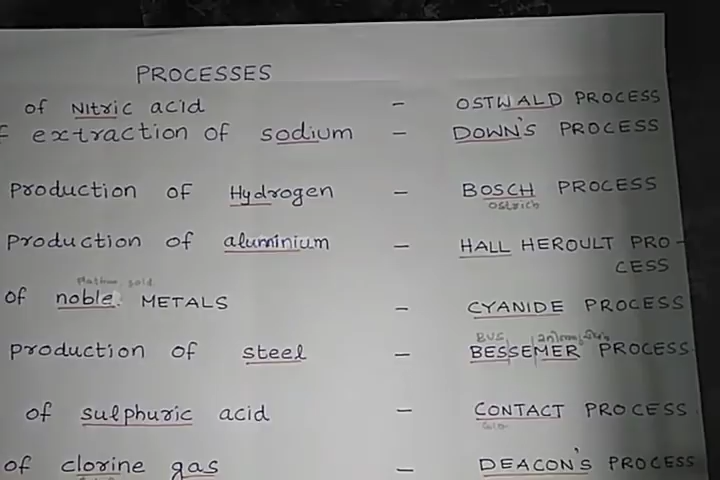 PROCESSES
of Nitric acid - OSTWALD PROCESS
f extraction of sodium - DOWN'S PROCESS
production of Hydrogen - BOSCH PROCESS
Ostrich
production of aluminium - HALL HEROULT PRO-
CESS
of noble METALS - CYANIDE PROCESS
BUS
production of steel - BESSEMER PROCESS
of sulphuric acid - CONTACT PROCESS
of clorine gas - DEACON'S PROCESS